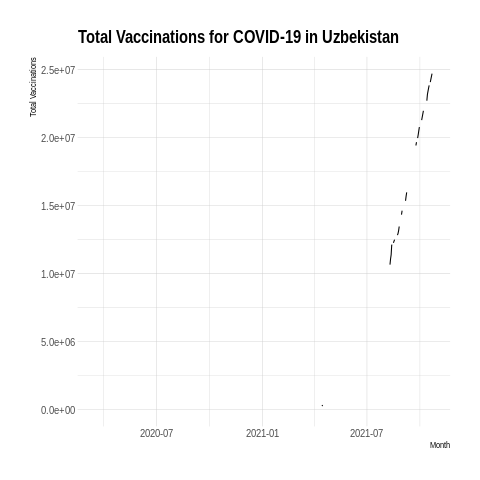 Total Vaccinations for COVID-19 in Uzbekistan
Total Vaccinations
2.5e+07
2.0e+07
1.5e+07
1.0e+07
5.0e+06
0.0e+00
2020-07 2021-01 2021-07
Month